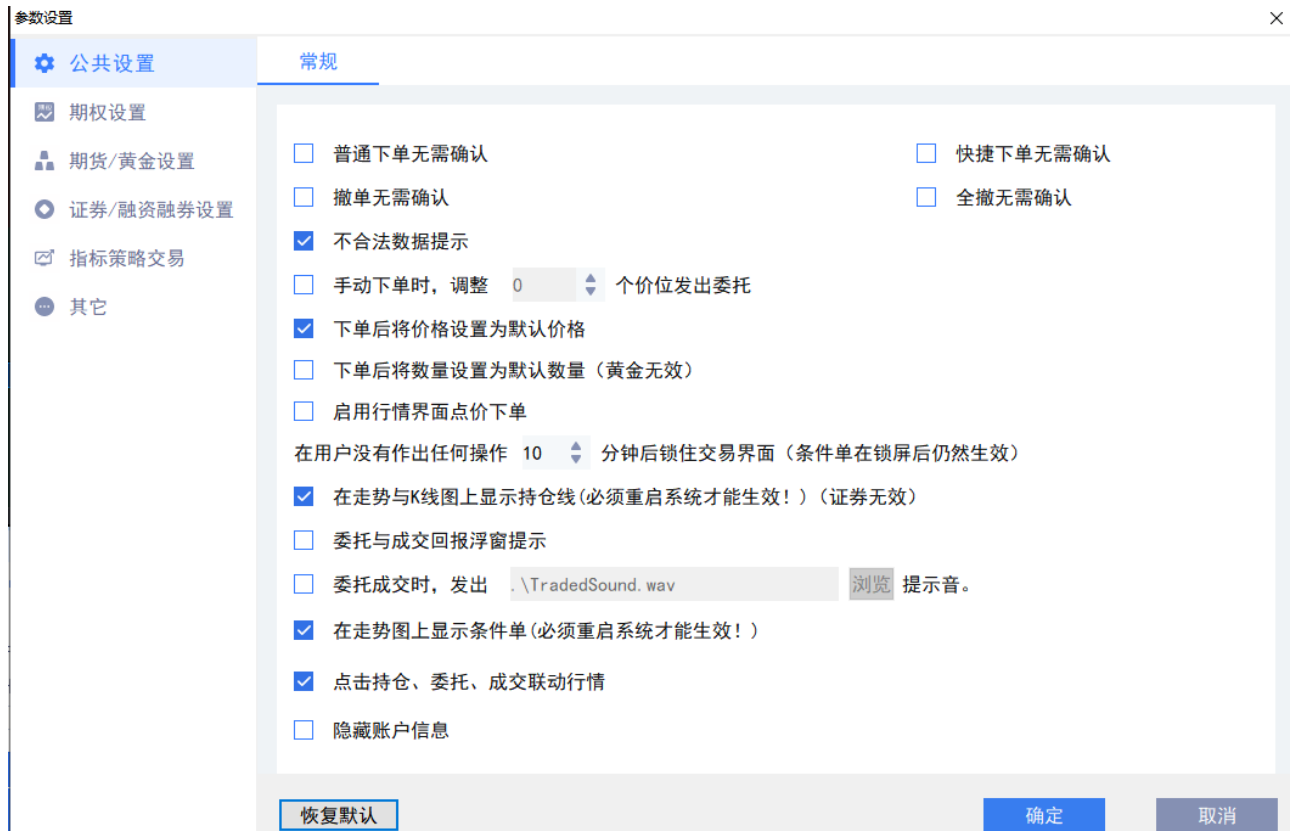 参数设置
公共设置
常规
期权设置
期货/黄金设置
证券/融资融券设置
指标策略交易
其它
普通下单无需确认 快捷下单无需确认
撤单无需确认 全撤无需确认
不合法数据提示
手动下单时，调整 0 个价位发出委托
下单后将价格设置为默认价格
下单后将数量设置为默认数量（黄金无效）
启用行情界面点价下单
在用户没有作出任何操作 10 分钟后锁住交易界面（条件单在锁屏后仍然生效）
在走势与K线图上显示持仓线(必须重启系统才能生效！)（证券无效）
委托与成交回报浮窗提示
委托成交时，发出 .\TradedSound.wav 浏览 提示音。
在走势图上显示条件单(必须重启系统才能生效！)
点击持仓、委托、成交联动行情
隐藏账户信息
恢复默认 确定 取消